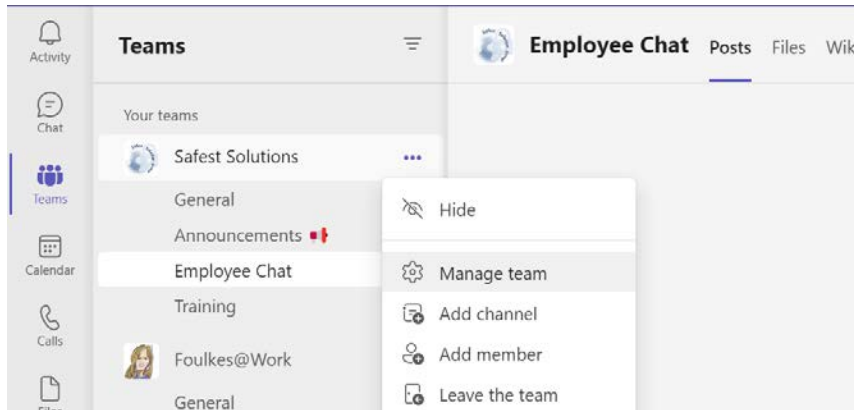 Activity
Chat
Teams
Calendar
Calls
Teams
Your teams
Safest Solutions
General
Announcements
Employee Chat
Training
Foulkes@Work
General
Employee Chat Posts Files Wik
Hide
Manage team
Add channel
Add member
Leave the team